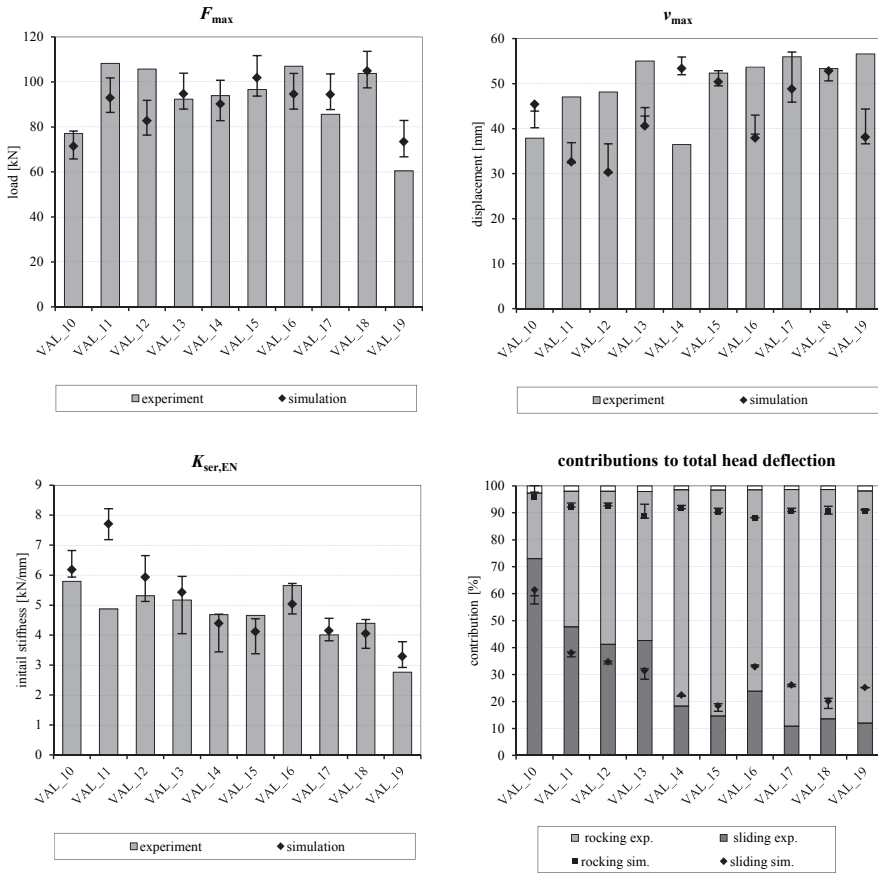 F_max
120
100
80
60
40
20
0
load [kN]
VAL_10 VAL_11 VAL_12 VAL_13 VAL_14 VAL_15 VAL_16 VAL_17 VAL_18 VAL_19
experiment simulation
v_max
60
50
40
30
20
10
0
displacement [mm]
VAL_10 VAL_11 VAL_12 VAL_13 VAL_14 VAL_15 VAL_16 VAL_17 VAL_18 VAL_19
experiment simulation
K_ser,EN
9
8
7
6
5
4
3
2
1
0
initail stiffness [kN/mm]
VAL_10 VAL_11 VAL_12 VAL_13 VAL_14 VAL_15 VAL_16 VAL_17 VAL_18 VAL_19
experiment simulation
contributions to total head deflection
100
90
80
70
60
50
40
30
20
10
0
contribution [%]
VAL_10 VAL_11 VAL_12 VAL_13 VAL_14 VAL_15 VAL_16 VAL_17 VAL_18 VAL_19
rocking exp. sliding exp.
rocking sim. sliding sim.